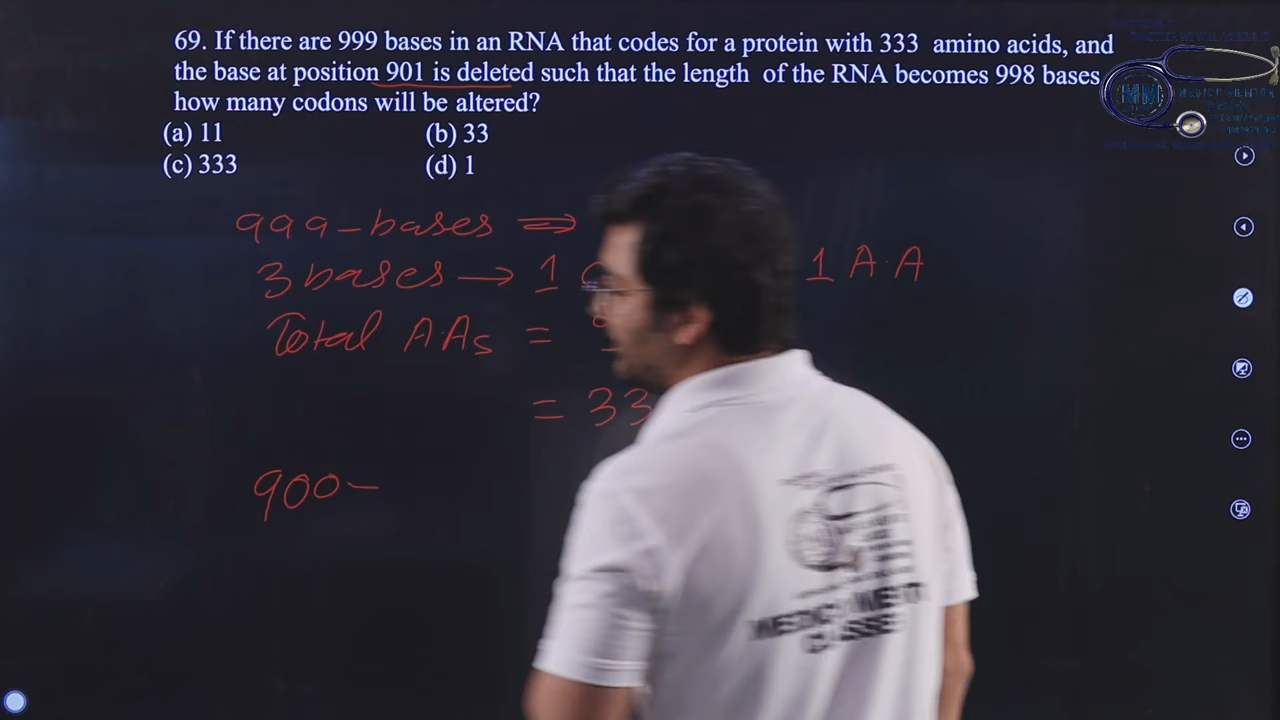 69. If there are 999 bases in an RNA that codes for a protein with 333 amino acids, and
the base at position 901 is deleted such that the length of the RNA becomes 998 bases
how many codons will be altered?
(a) 11 (b) 33
(c) 333 (d) 1
999-bases ⇒
3 bases → 1 1 A.A
Total A.As =
= 33
900-
CLASSES